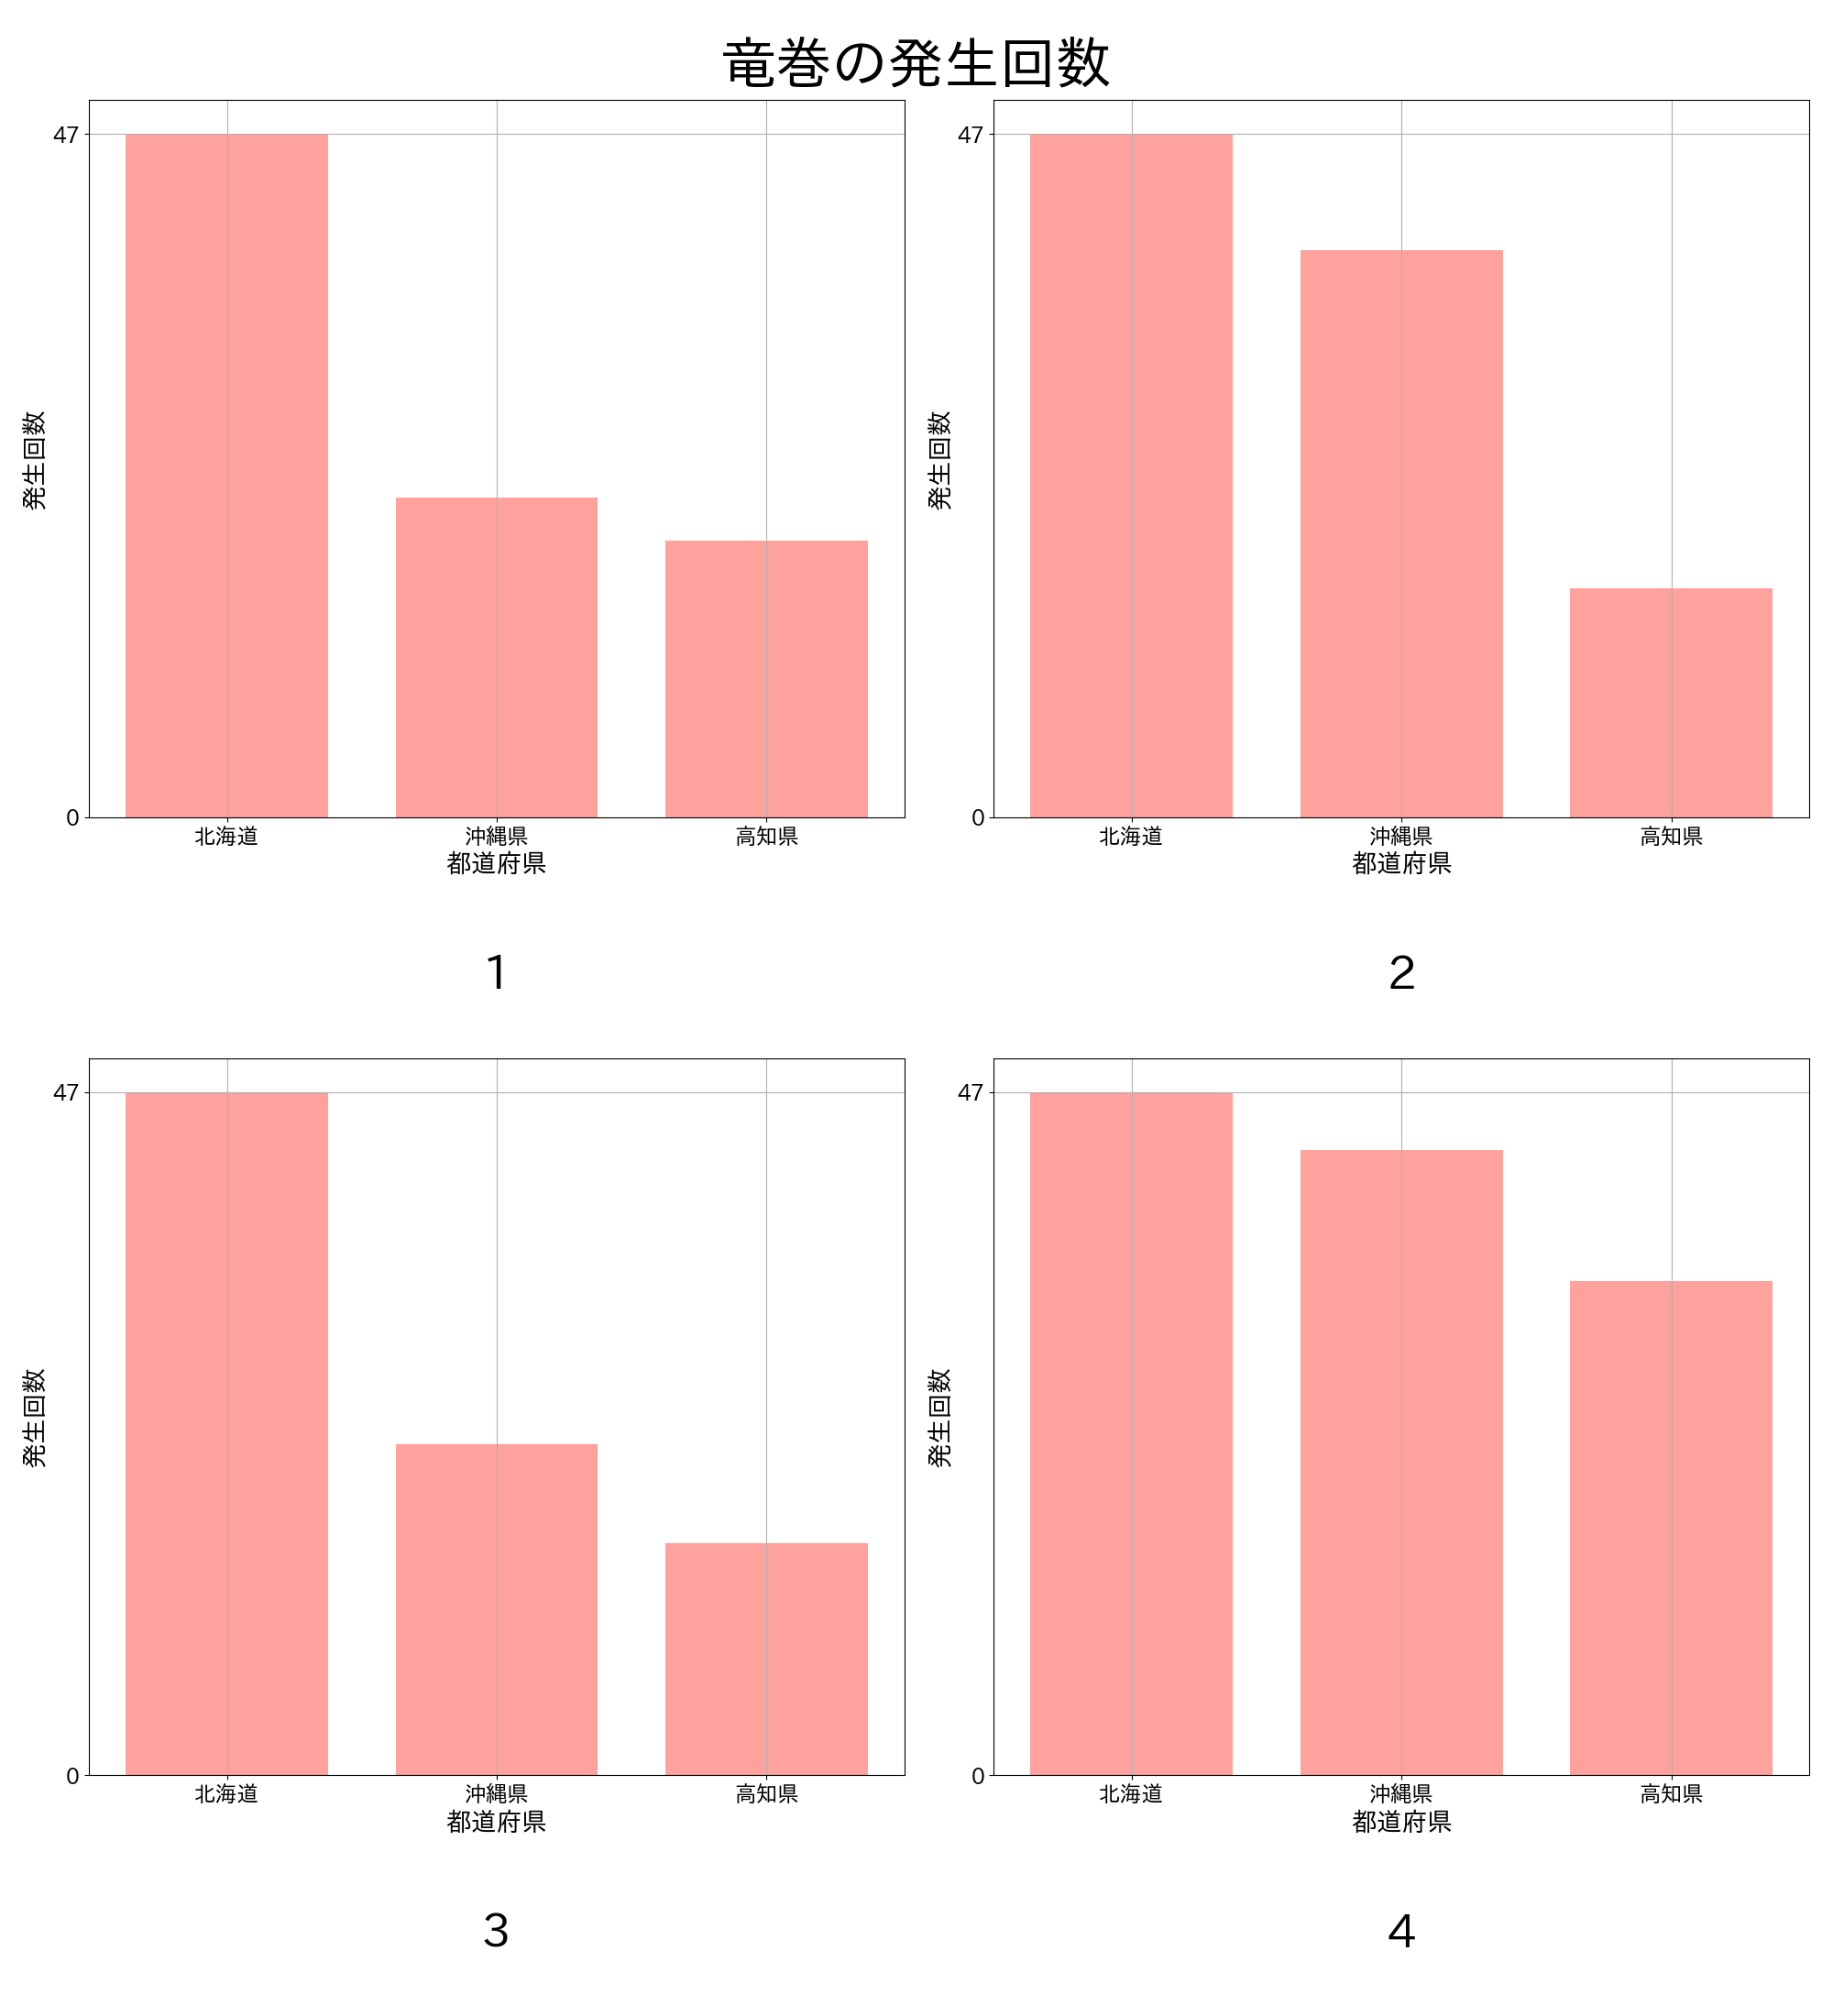 竜巻の発生回数
47
発生回数
0
北海道 沖縄県 高知県
都道府県
1
47
発生回数
0
北海道 沖縄県 高知県
都道府県
2
47
発生回数
0
北海道 沖縄県 高知県
都道府県
3
47
発生回数
0
北海道 沖縄県 高知県
都道府県
4